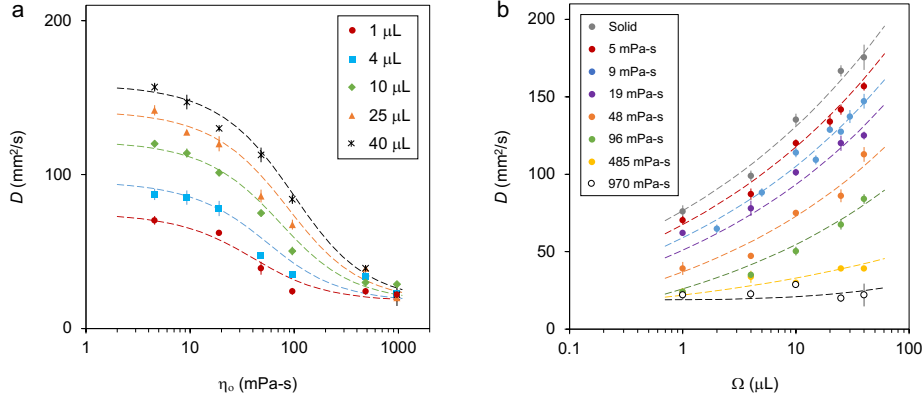 a
200
100
0
D (mm²/s)
1
10
100
1000
ηₒ (mPa-s)
1 μL
4 μL
10 μL
25 μL
40 μL
b
200
150
100
50
0
D (mm²/s)
0.1
1
10
100
Ω (μL)
Solid
5 mPa-s
9 mPa-s
19 mPa-s
48 mPa-s
96 mPa-s
485 mPa-s
970 mPa-s